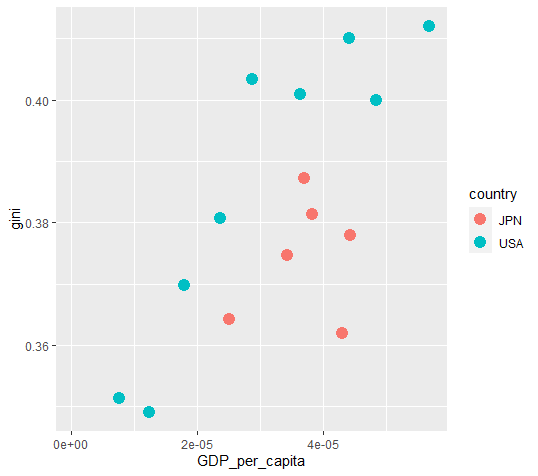 0.40
0.38
0.36
gini
0e+00 2e-05 4e-05
GDP_per_capita
country
JPN
USA